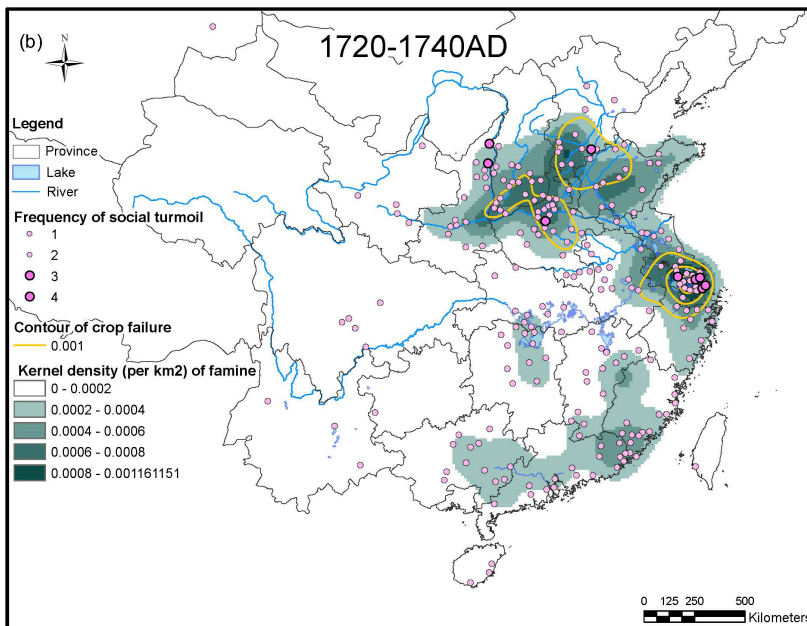 (b)
N
1720-1740AD
Legend
Province
Lake
River
Frequency of social turmoil
1
2
3
4
Contour of crop failure
0.001
Kernel density (per km2) of famine
0 - 0.0002
0.0002 - 0.0004
0.0004 - 0.0006
0.0006 - 0.0008
0.0008 - 0.001161151
0 125 250 500
Kilometers